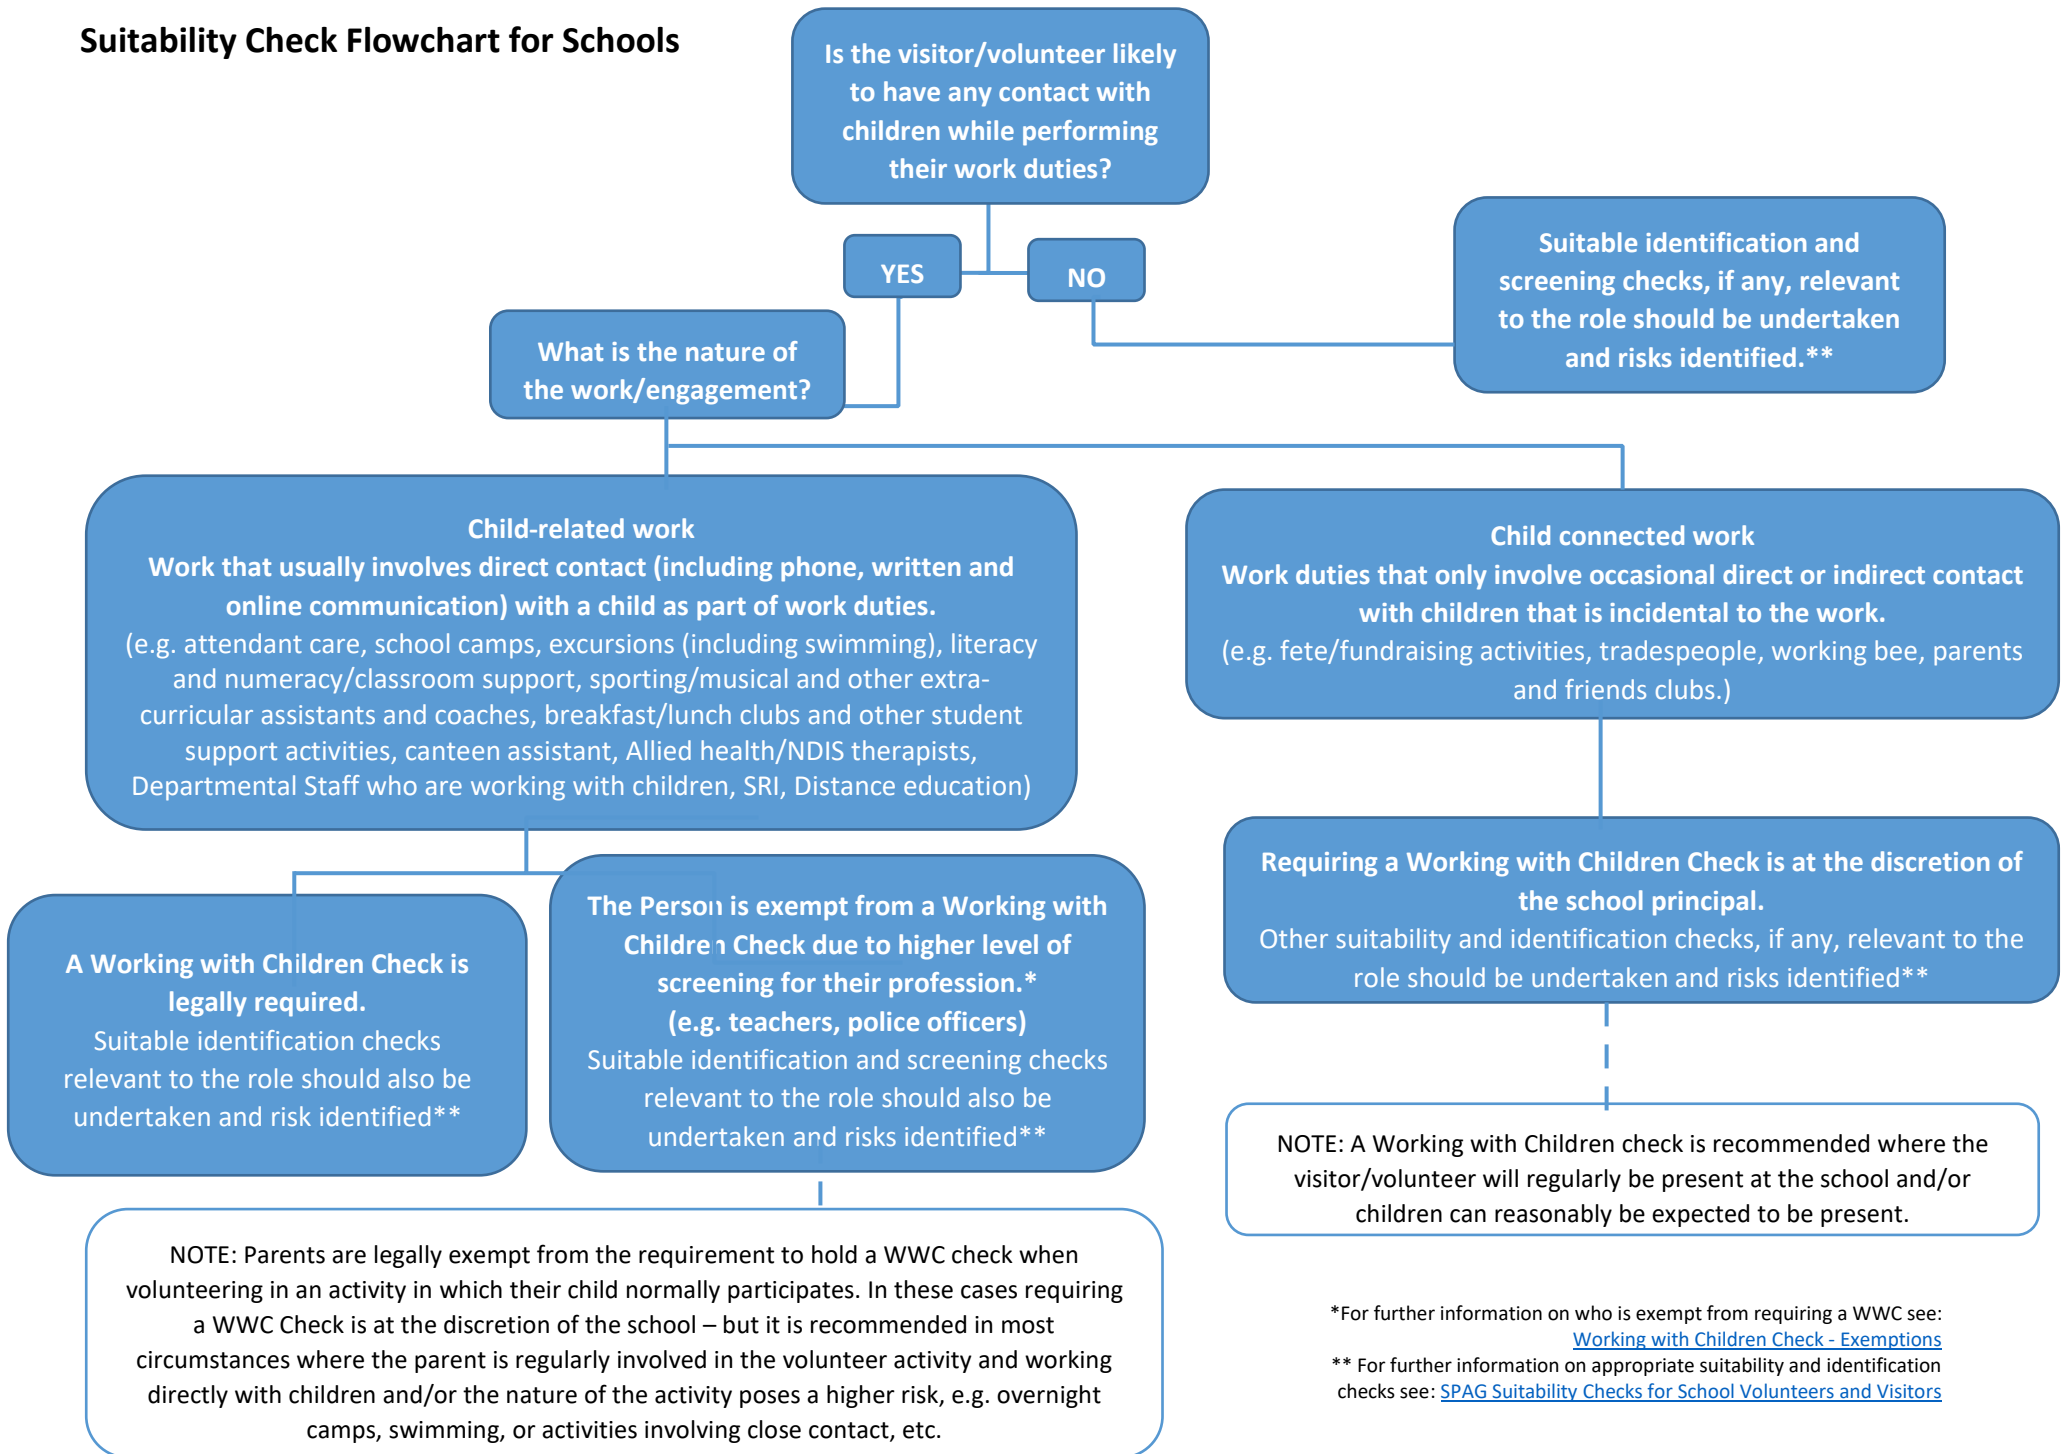 Suitability Check Flowchart for Schools
Is the visitor/volunteer likely
to have any contact with
children while performing
their work duties?
YES
NO
Suitable identification and
screening checks, if any, relevant
to the role should be undertaken
and risks identified.**
What is the nature of
the work/engagement?
Child-related work
Work that usually involves direct contact (including phone, written and
online communication) with a child as part of work duties.
(e.g. attendant care, school camps, excursions (including swimming), literacy
and numeracy/classroom support, sporting/musical and other extra-
curricular assistants and coaches, breakfast/lunch clubs and other student
support activities, canteen assistant, Allied health/NDIS therapists,
Departmental Staff who are working with children, SRI, Distance education)
Child connected work
Work duties that only involve occasional direct or indirect contact
with children that is incidental to the work.
(e.g. fete/fundraising activities, tradespeople, working bee, parents
and friends clubs.)
A Working with Children Check is
legally required.
Suitable identification checks
relevant to the role should also be
undertaken and risk identified**
The Person is exempt from a Working with
Children Check due to higher level of
screening for their profession.*
(e.g. teachers, police officers)
Suitable identification and screening checks
relevant to the role should also be
undertaken and risks identified**
Requiring a Working with Children Check is at the discretion of
the school principal.
Other suitability and identification checks, if any, relevant to the
role should be undertaken and risks identified**
NOTE: A Working with Children check is recommended where the
visitor/volunteer will regularly be present at the school and/or
children can reasonably be expected to be present.
NOTE: Parents are legally exempt from the requirement to hold a WWC check when
volunteering in an activity in which their child normally participates. In these cases requiring
a WWC Check is at the discretion of the school – but it is recommended in most
circumstances where the parent is regularly involved in the volunteer activity and working
directly with children and/or the nature of the activity poses a higher risk, e.g. overnight
camps, swimming, or activities involving close contact, etc.
*For further information on who is exempt from requiring a WWC see:
Working with Children Check - Exemptions
** For further information on appropriate suitability and identification
checks see: SPAG Suitability Checks for School Volunteers and Visitors